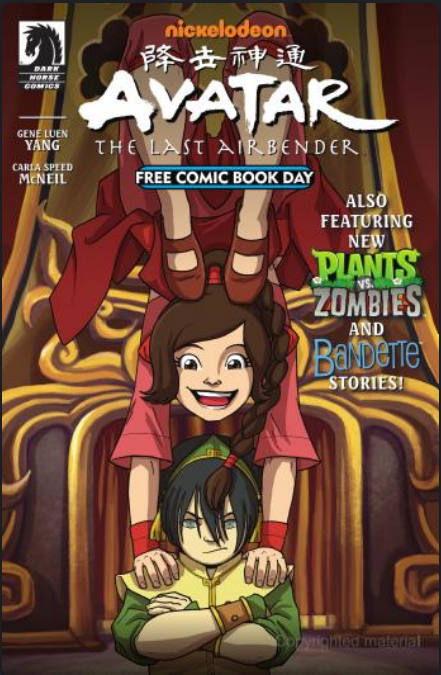 nickelodeon
降去神通
AVATAR
THE LAST AIRBENDER
FREE COMIC BOOK DAY
DARK
HORSE
COMICS
GENE LUEN
YANG
CARLA SPEED
McNEIL
ALSO
FEATURING
NEW
PLANTS
VS.
ZOMBIES
AND
BANDETTE
STORIES!
Copyrighted material